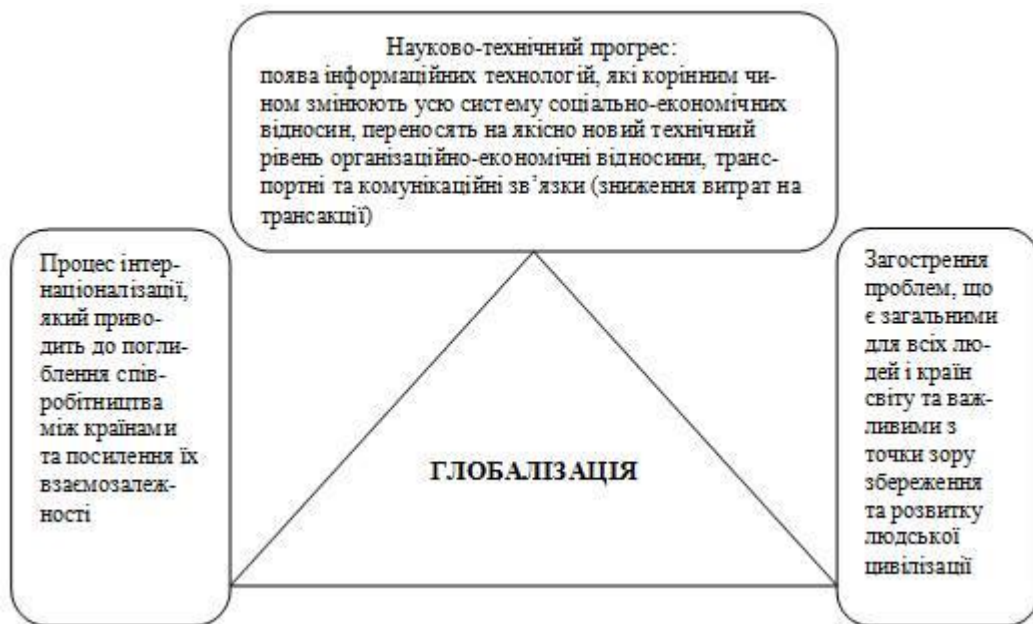 Науково-технічний прогрес:
поява інформаційних технологій, які корінним чи-
ном змінюють усю систему соціально-економічних
відносин, переносять на якісно новий технічний
рівень організаційно-економічні відносини, транс-
портні та комунікаційні зв’язки (зниження витрат на
трансакції)
Процес інтер-
націоналізації,
який приво-
дить до погли-
блення спів-
робітництва
між країнами
та посилення їх
взаємозалеж-
ності
ГЛОБАЛІЗАЦІЯ
Загострення
проблем, що
є загальними
для всіх лю-
дей і країн
світу та важ-
ливими з
точки зору
збереження
та розвитку
людської
цивілізації